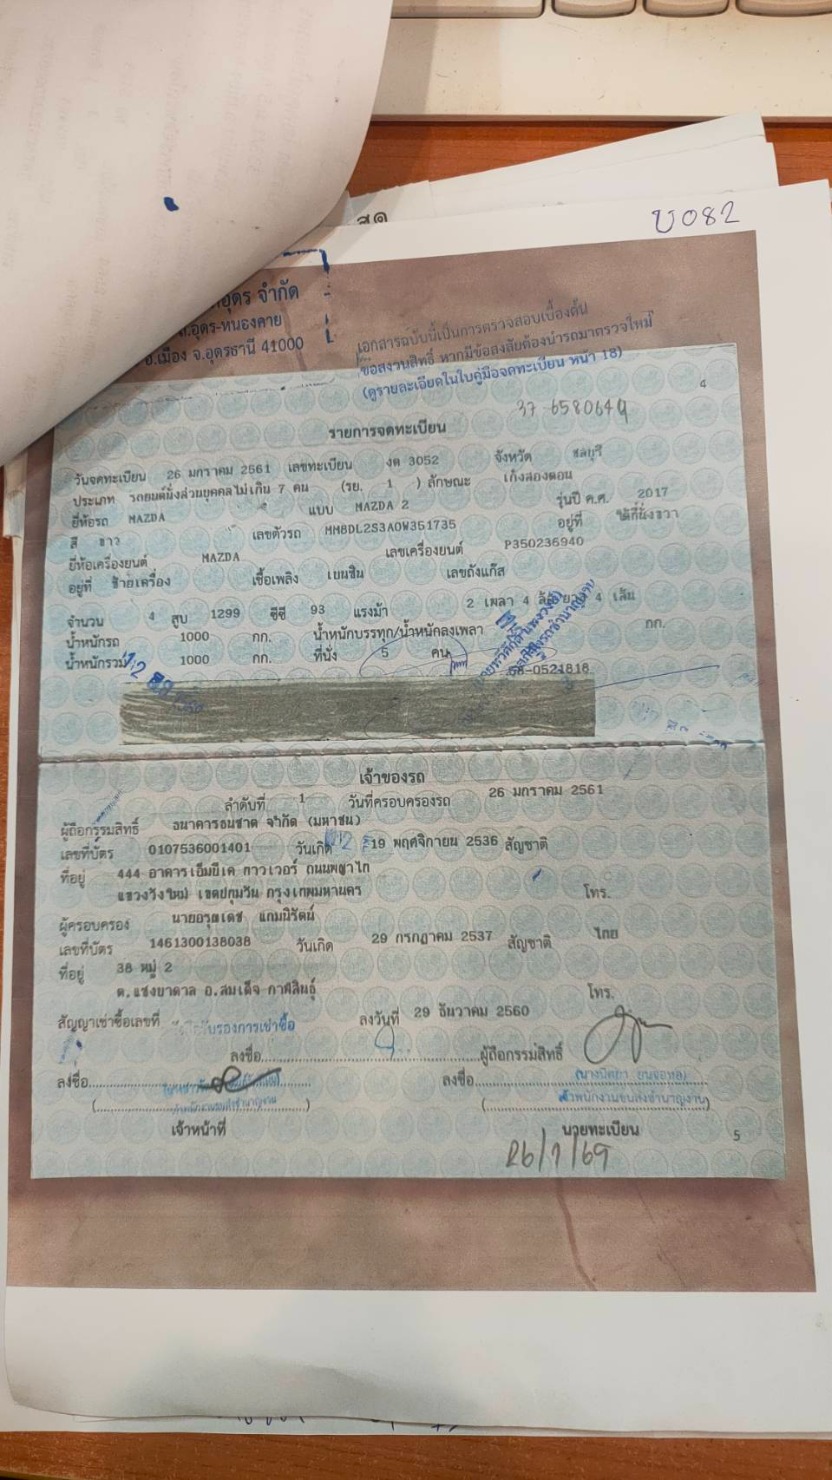 สุด
ข082
อุดร จำกัด
ถ.อุดร-หนองคาย
อ.เมือง จ.อุดรธานี 41000
เอกสารฉบับนี้เป็นการตรวจสอบเบื้องต้น
ขอสงวนสิทธิ์ หากมีข้อสงสัยต้องนำรถมาตรวจใหม่
(ดูรายละเอียดในใบคู่มือจดทะเบียน หน้า 18)
4
37 6580644
รายการจดทะเบียน
วันจดทะเบียน 26 มกราคม 2561 เลขทะเบียน งต 3052 จังหวัด ชลบุรี
ประเภท รถยนต์นั่งส่วนบุคคลไม่เกิน 7 คน (รย. 1 ) ลักษณะ เก๋งสองตอน
ยี่ห้อรถ MAZDA แบบ MAZDA 2 รุ่นปี ค.ศ. 2017
สี ขาว เลขตัวรถ MM8DL2S3A0W351735 อยู่ที่ ใต้ที่นั่งขวา
ยี่ห้อเครื่องยนต์ MAZDA เลขเครื่องยนต์ P350236940
อยู่ที่ ซ้ายเครื่อง เชื้อเพลิง เบนซิน เลขถังแก๊ส
จำนวน 4 สูบ 1299 ซีซี 93 แรงม้า 2 เพลา 4 ล้อ ยาง 4 เส้น
น้ำหนักรถ 1000 กก. น้ำหนักบรรทุก/น้ำหนักลงเพลา กก.
น้ำหนักรวม 1000 กก. ที่นั่ง 5 คน
58-0521818
เจ้าของรถ
ลำดับที่ 1 วันที่ครอบครองรถ 26 มกราคม 2561
ผู้ถือกรรมสิทธิ์ ธนาคารธนชาต จำกัด (มหาชน)
เลขที่บัตร 0107536001401 วันเกิด 19 พฤศจิกายน 2536 สัญชาติ
ที่อยู่ 444 อาคารเอ็มบีเค ทาวเวอร์ ถนนพญาไท
แขวงวังใหม่ เขตปทุมวัน กรุงเทพมหานคร โทร.
ผู้ครอบครอง นายอรุณเดช แถมนิรัตน์
เลขที่บัตร 1461300138038 วันเกิด 29 กรกฎาคม 2537 สัญชาติ ไทย
ที่อยู่ 38 หมู่ 2
ต.แซงบาดาล อ.สมเด็จ กาฬสินธุ์ โทร.
สัญญาเช่าซื้อเลขที่ รับรองการเช่าซื้อ ลงวันที่ 29 ธันวาคม 2560
ลงชื่อ ผู้ถือกรรมสิทธิ์
ลงชื่อ ลงชื่อ
เจ้าพนักงานขนส่งชำนาญงาน
เจ้าหน้าที่ นายทะเบียน
26/1/69
5